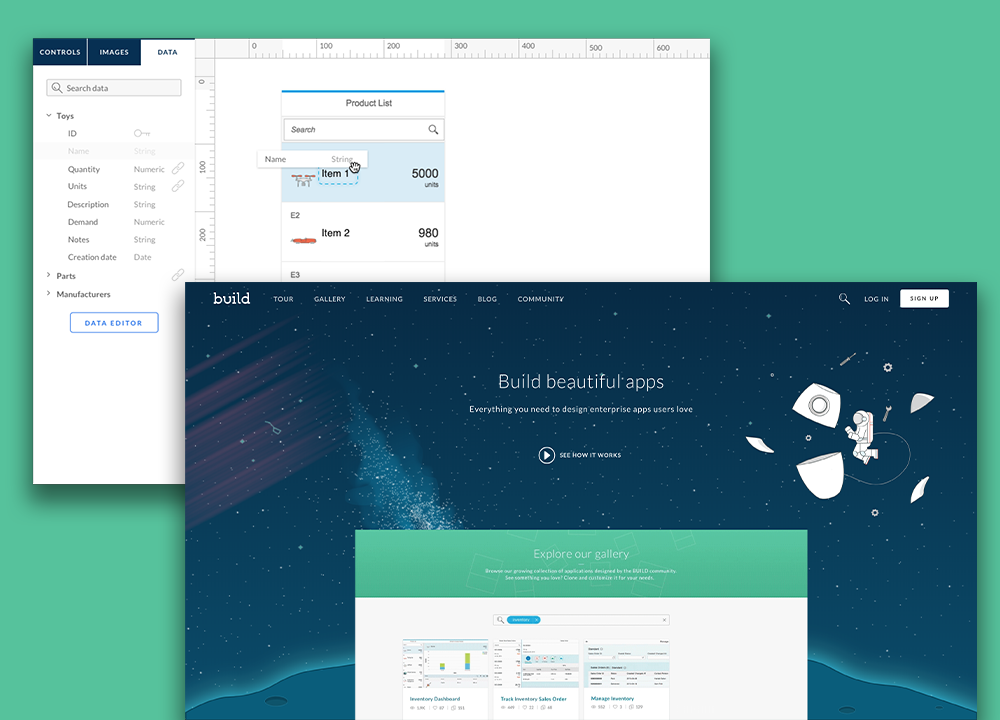 CONTROLS IMAGES DATA
0 100 200 300 400 500 600
Search data
Toys
ID
Name String
Quantity Numeric
Units String
Description String
Demand Numeric
Notes String
Creation date Date
Parts
Manufacturers
DATA EDITOR
0
100
200
Product List
Search
Name String
Item 1 5000
units
E2
Item 2 980
units
E3
build TOUR GALLERY LEARNING SERVICES BLOG COMMUNITY LOG IN SIGN UP
Build beautiful apps
Everything you need to design enterprise apps users love
SEE HOW IT WORKS
Explore our gallery
Browse our growing collection of applications designed by the BUILD community.
See something you love? Clone and customize it for your needs.
Inventory Dashboard Track Inventory Sales Order Manage Inventory